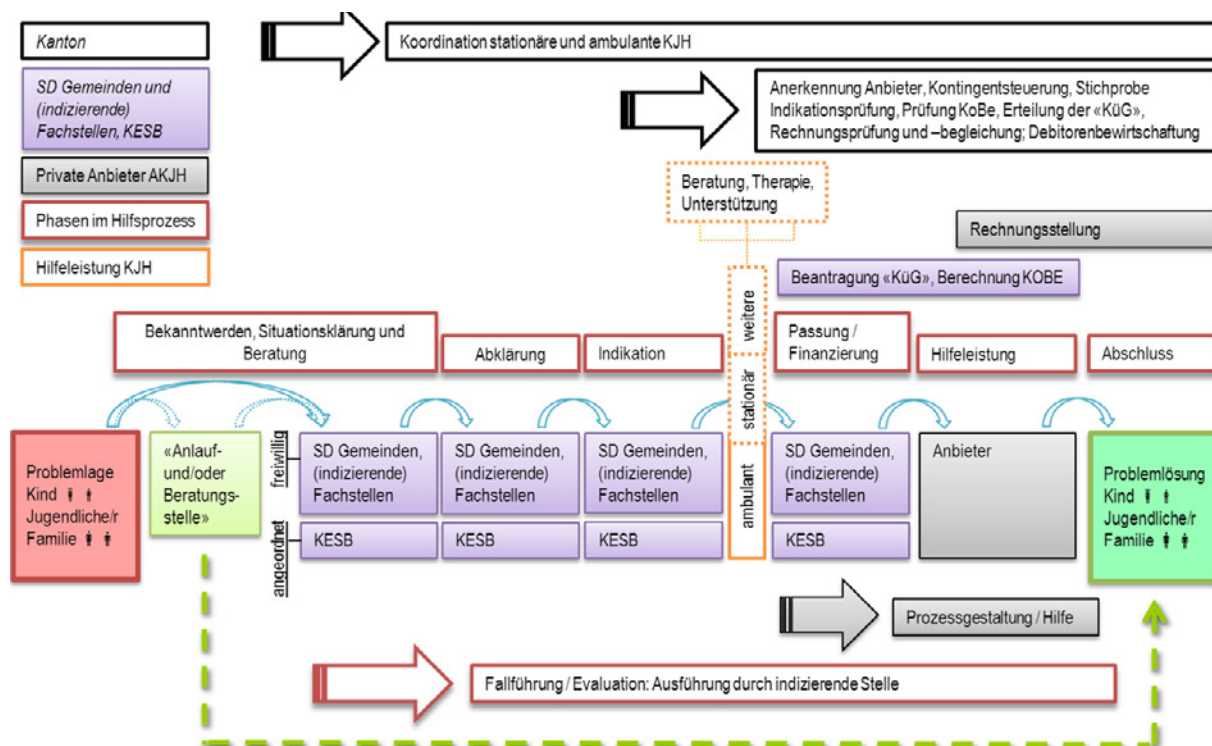 Kanton
SD Gemeinden und
(indizierende)
Fachstellen, KESB
Private Anbieter AKJH
Phasen im Hilfsprozess
Hilfeleistung KJH
Koordination stationäre und ambulante KJH
Anerkennung Anbieter, Kontingentsteuerung, Stichprobe
Indikationsprüfung, Prüfung KoBe, Erteilung der «KüG»,
Rechnungsprüfung und –begleichung; Debitorenbewirtschaftung
Beratung, Therapie,
Unterstützung
Rechnungsstellung
Beantragung «KüG», Berechnung KOBE
Bekanntwerden, Situationsklärung und
Beratung
Abklärung
Indikation
weitere
stationär
ambulant
Passung /
Finanzierung
Hilfeleistung
Abschluss
Problemlage
Kind
Jugendliche/r
Familie
«Anlauf-
und/oder
Beratungs-
stelle»
freiwillig
angeordnet
SD Gemeinden,
(indizierende)
Fachstellen
KESB
SD Gemeinden,
(indizierende)
Fachstellen
KESB
SD Gemeinden,
(indizierende)
Fachstellen
KESB
SD Gemeinden,
(indizierende)
Fachstellen
KESB
Anbieter
Problemlösung
Kind
Jugendliche/r
Familie
Prozessgestaltung / Hilfe
Fallführung / Evaluation: Ausführung durch indizierende Stelle